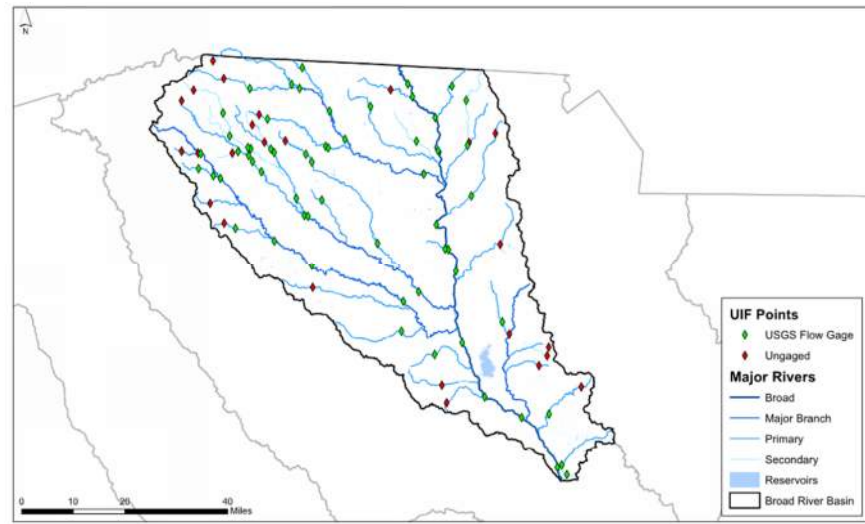 N
UIF Points
USGS Flow Gage
Ungaged
Major Rivers
Broad
Major Branch
Primary
Secondary
Reservoirs
Broad River Basin
0 10 20 40
Miles